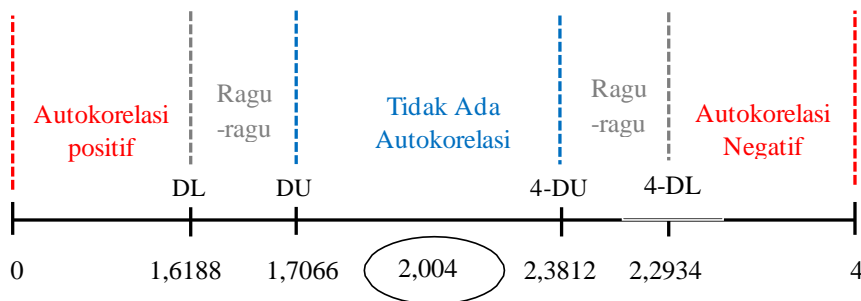 Autokorelasi
positif
Ragu
-ragu
Tidak Ada
Autokorelasi
Ragu
-ragu
Autokorelasi
Negatif
DL DU 4-DU 4-DL
0 1,6188 1,7066 2,004 2,3812 2,2934 4